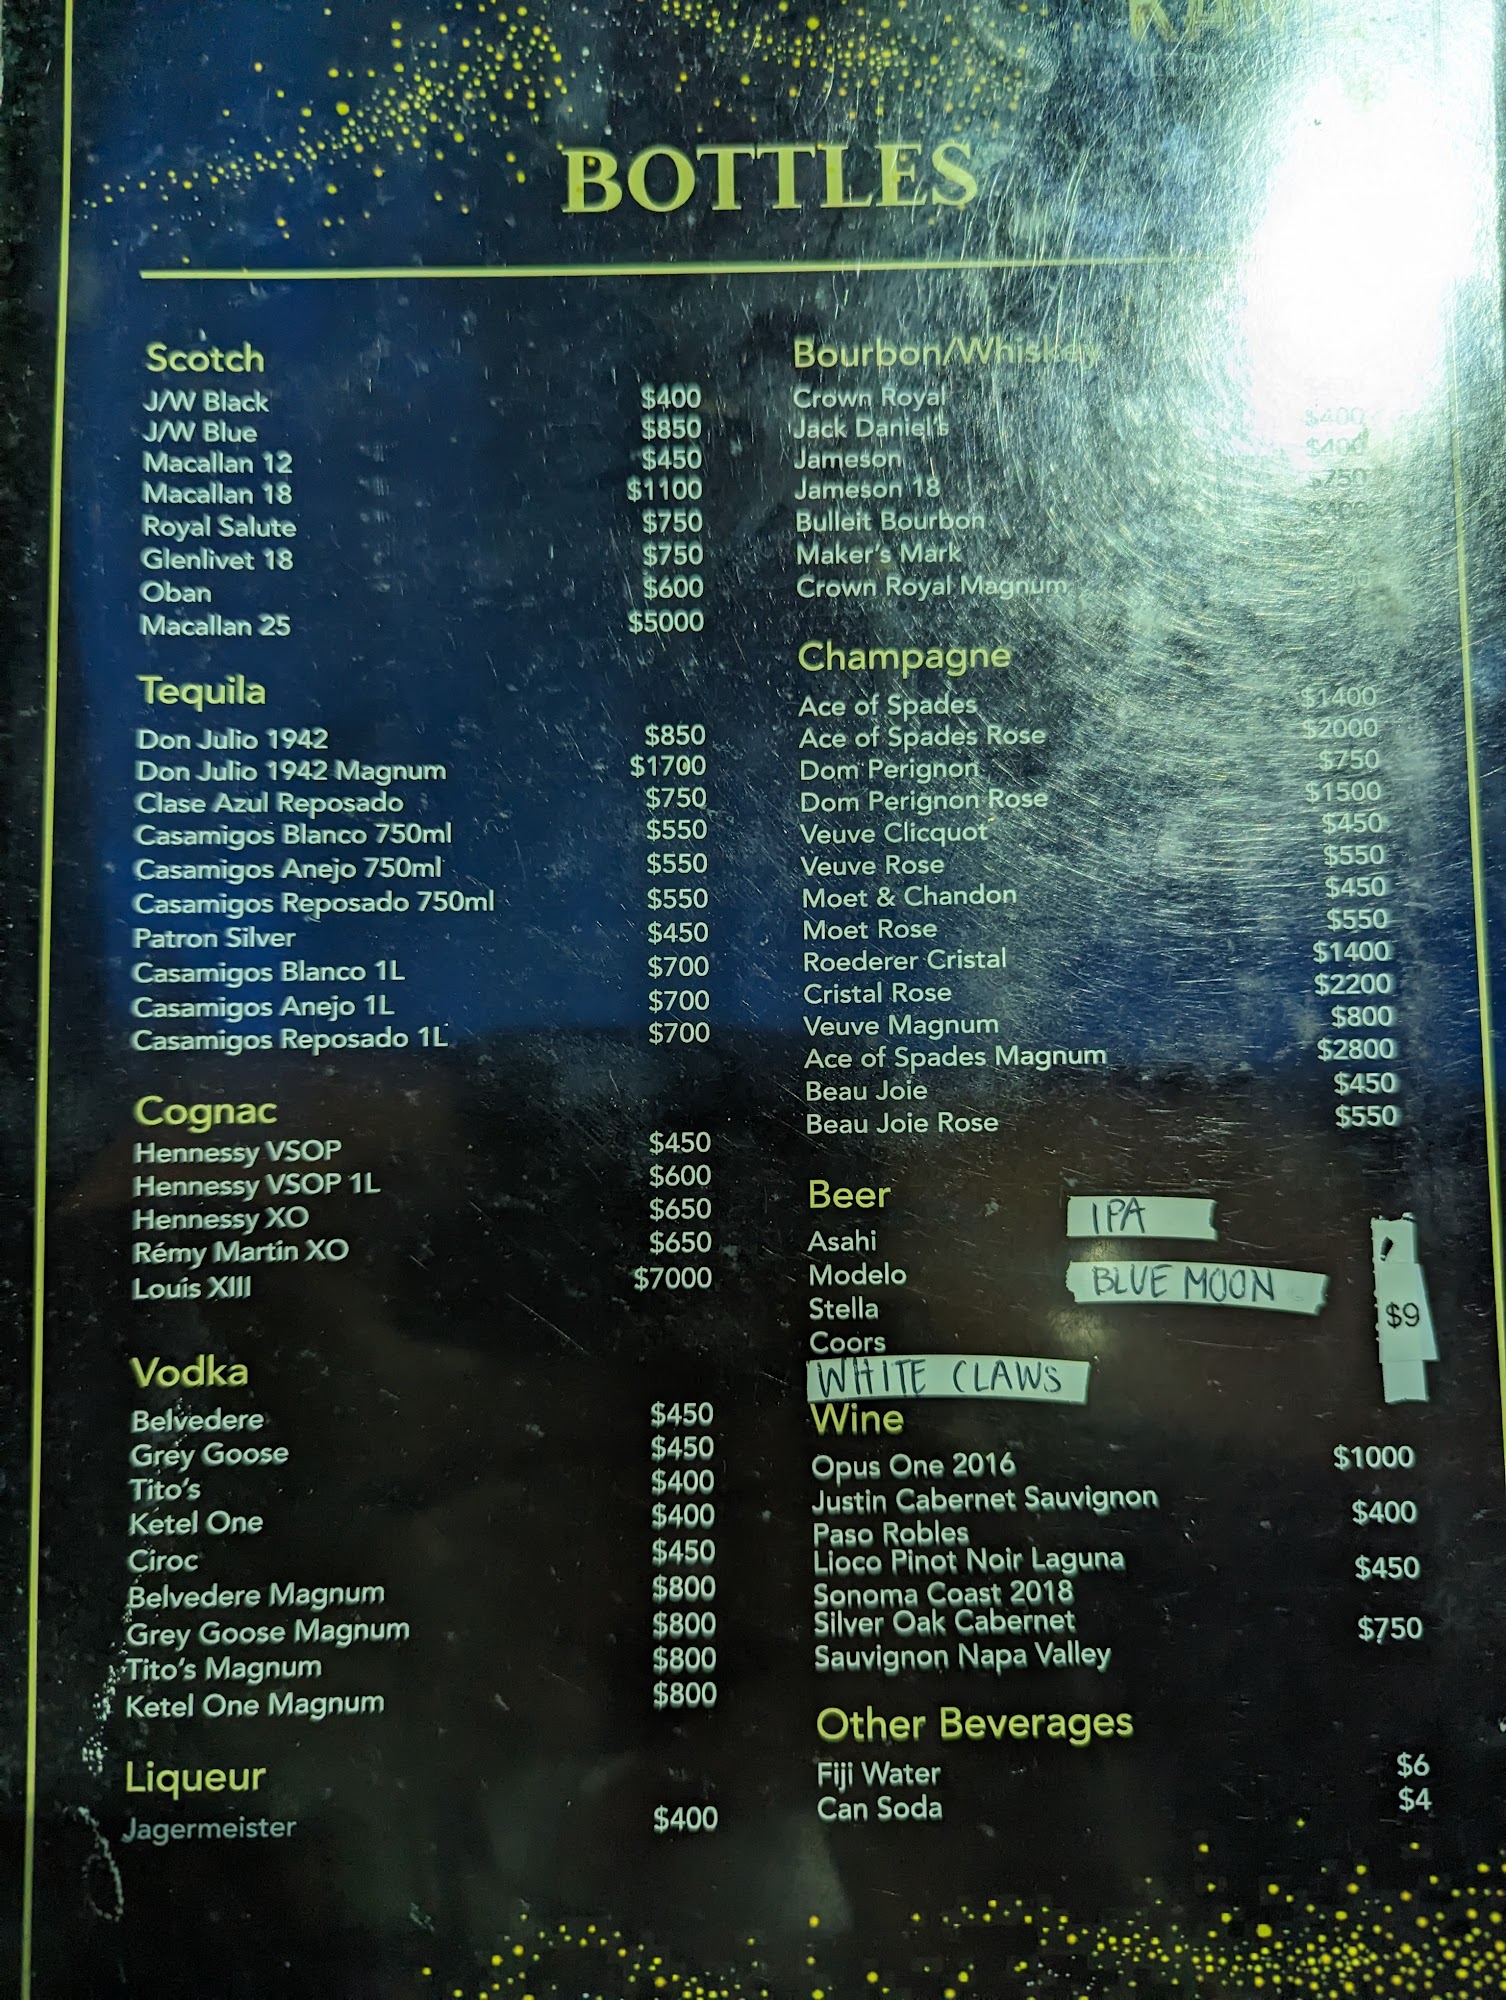 BOTTLES
Scotch
J/W Black $400
J/W Blue $850
Macallan 12 $450
Macallan 18 $1100
Royal Salute $750
Glenlivet 18 $750
Oban $600
Macallan 25 $5000
Tequila
Don Julio 1942 $850
Don Julio 1942 Magnum $1700
Clase Azul Reposado $750
Casamigos Blanco 750ml $550
Casamigos Anejo 750ml $550
Casamigos Reposado 750ml $550
Patron Silver $450
Casamigos Blanco 1L $700
Casamigos Anejo 1L $700
Casamigos Reposado 1L $700
Cognac
Hennessy VSOP $450
Hennessy VSOP 1L $600
Hennessy XO $650
Rémy Martin XO $650
Louis XIII $7000
Vodka
Belvedere $450
Grey Goose $450
Tito's $400
Ketel One $400
Ciroc $450
Belvedere Magnum $800
Grey Goose Magnum $800
Tito's Magnum $800
Ketel One Magnum $800
Liqueur
Jagermeister $400
Bourbon/Whiskey
Crown Royal
Jack Daniel's $400
Jameson $400
Jameson 18 $750
Bulleit Bourbon
Maker's Mark
Crown Royal Magnum
Champagne
Ace of Spades $1400
Ace of Spades Rose $2000
Dom Perignon $750
Dom Perignon Rose $1500
Veuve Clicquot $450
Veuve Rose $550
Moet & Chandon $450
Moet Rose $550
Roederer Cristal $1400
Cristal Rose $2200
Veuve Magnum $800
Ace of Spades Magnum $2800
Beau Joie $450
Beau Joie Rose $550
Beer
IPA
Asahi
Modelo BLUE MOON
Stella $9
Coors
WHITE CLAWS
Wine
Opus One 2016 $1000
Justin Cabernet Sauvignon $400
Paso Robles
Lioco Pinot Noir Laguna $450
Sonoma Coast 2018
Silver Oak Cabernet $750
Sauvignon Napa Valley
Other Beverages
Fiji Water $6
Can Soda $4